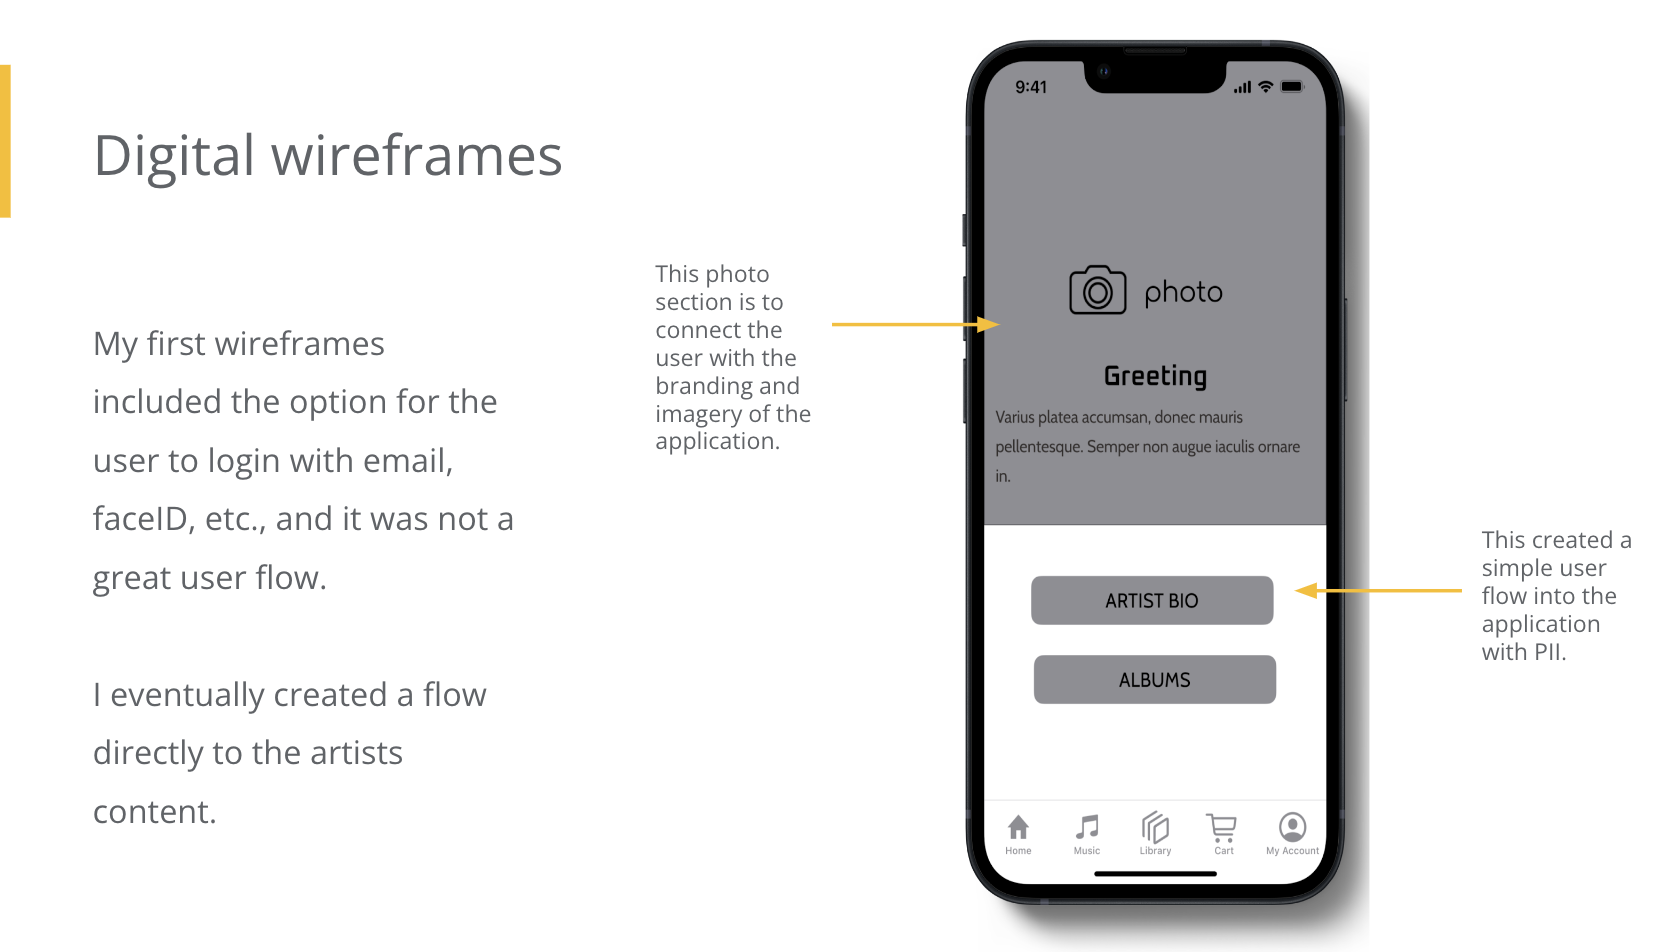 Digital wireframes
My first wireframes
included the option for the
user to login with email,
faceID, etc., and it was not a
great user flow.
I eventually created a flow
directly to the artists
content.
This photo
section is to
connect the
user with the
branding and
imagery of the
application.
9:41
photo
Greeting
Varius platea accumsan, donec mauris
pellentesque. Semper non augue iaculis ornare
in.
ARTIST BIO
ALBUMS
Home Music Library Cart My Account
This created a
simple user
flow into the
application
with PII.